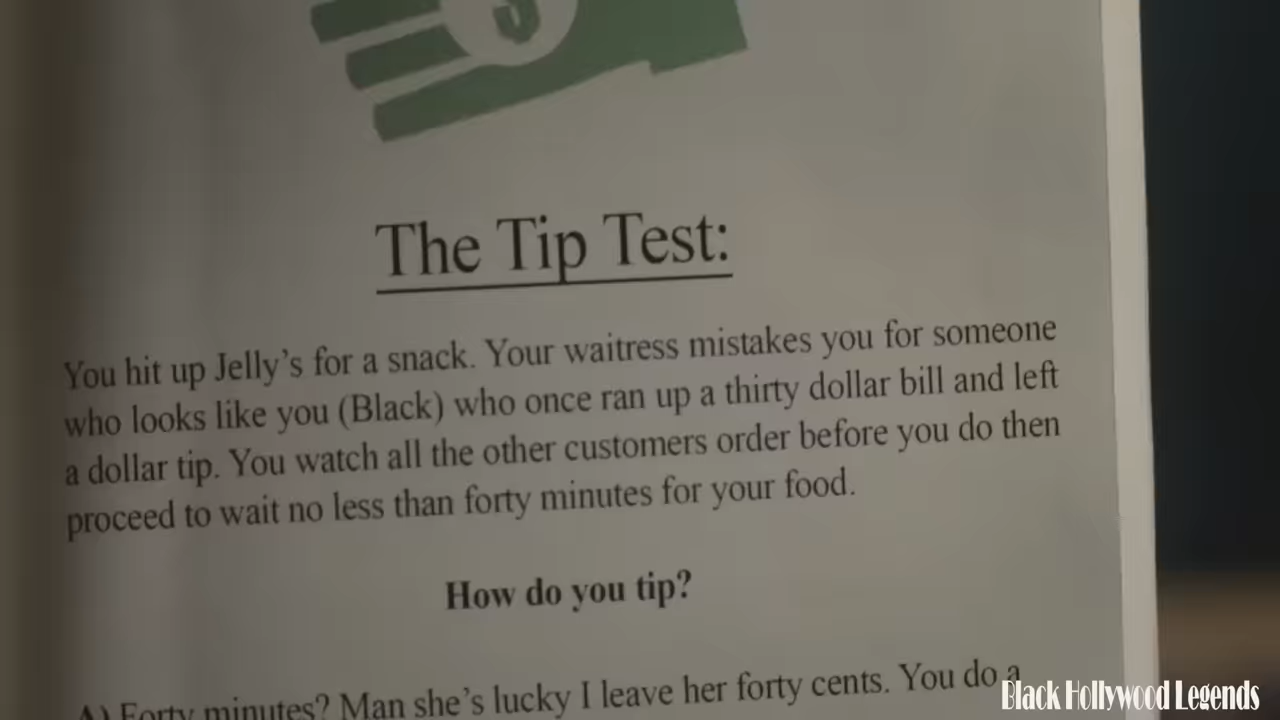 $
The Tip Test:
You hit up Jelly's for a snack. Your waitress mistakes you for someone
who looks like you (Black) who once ran up a thirty dollar bill and left
a dollar tip. You watch all the other customers order before you do then
proceed to wait no less than forty minutes for your food.
How do you tip?
A) Forty minutes? Man she's lucky I leave her forty cents. You do a
Black Hollywood Legends